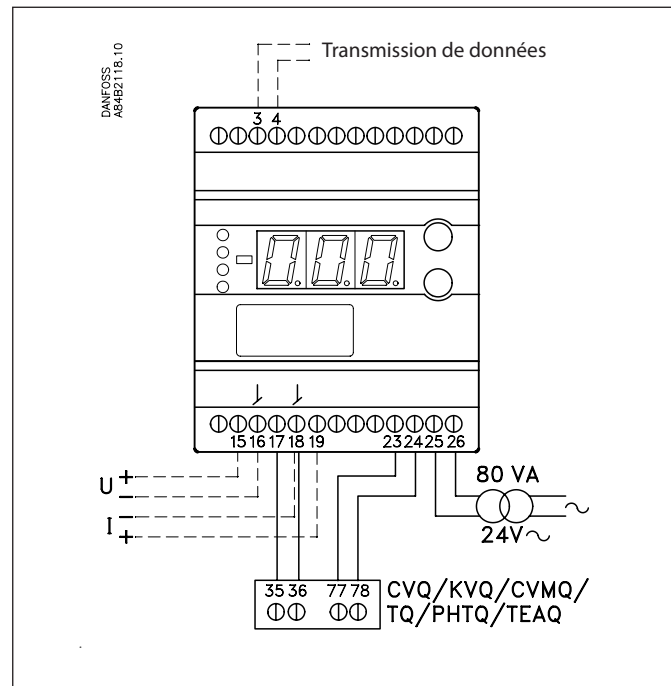 DANFOSS
A84B2118.10
Transmission de données
3 4
000
15 16 17 18 19 23 24 25 26
U + −
I − +
80 VA
24V~
35 36 77 78
CVQ/KVQ/CVMQ/
TQ/PHTQ/TEAQ